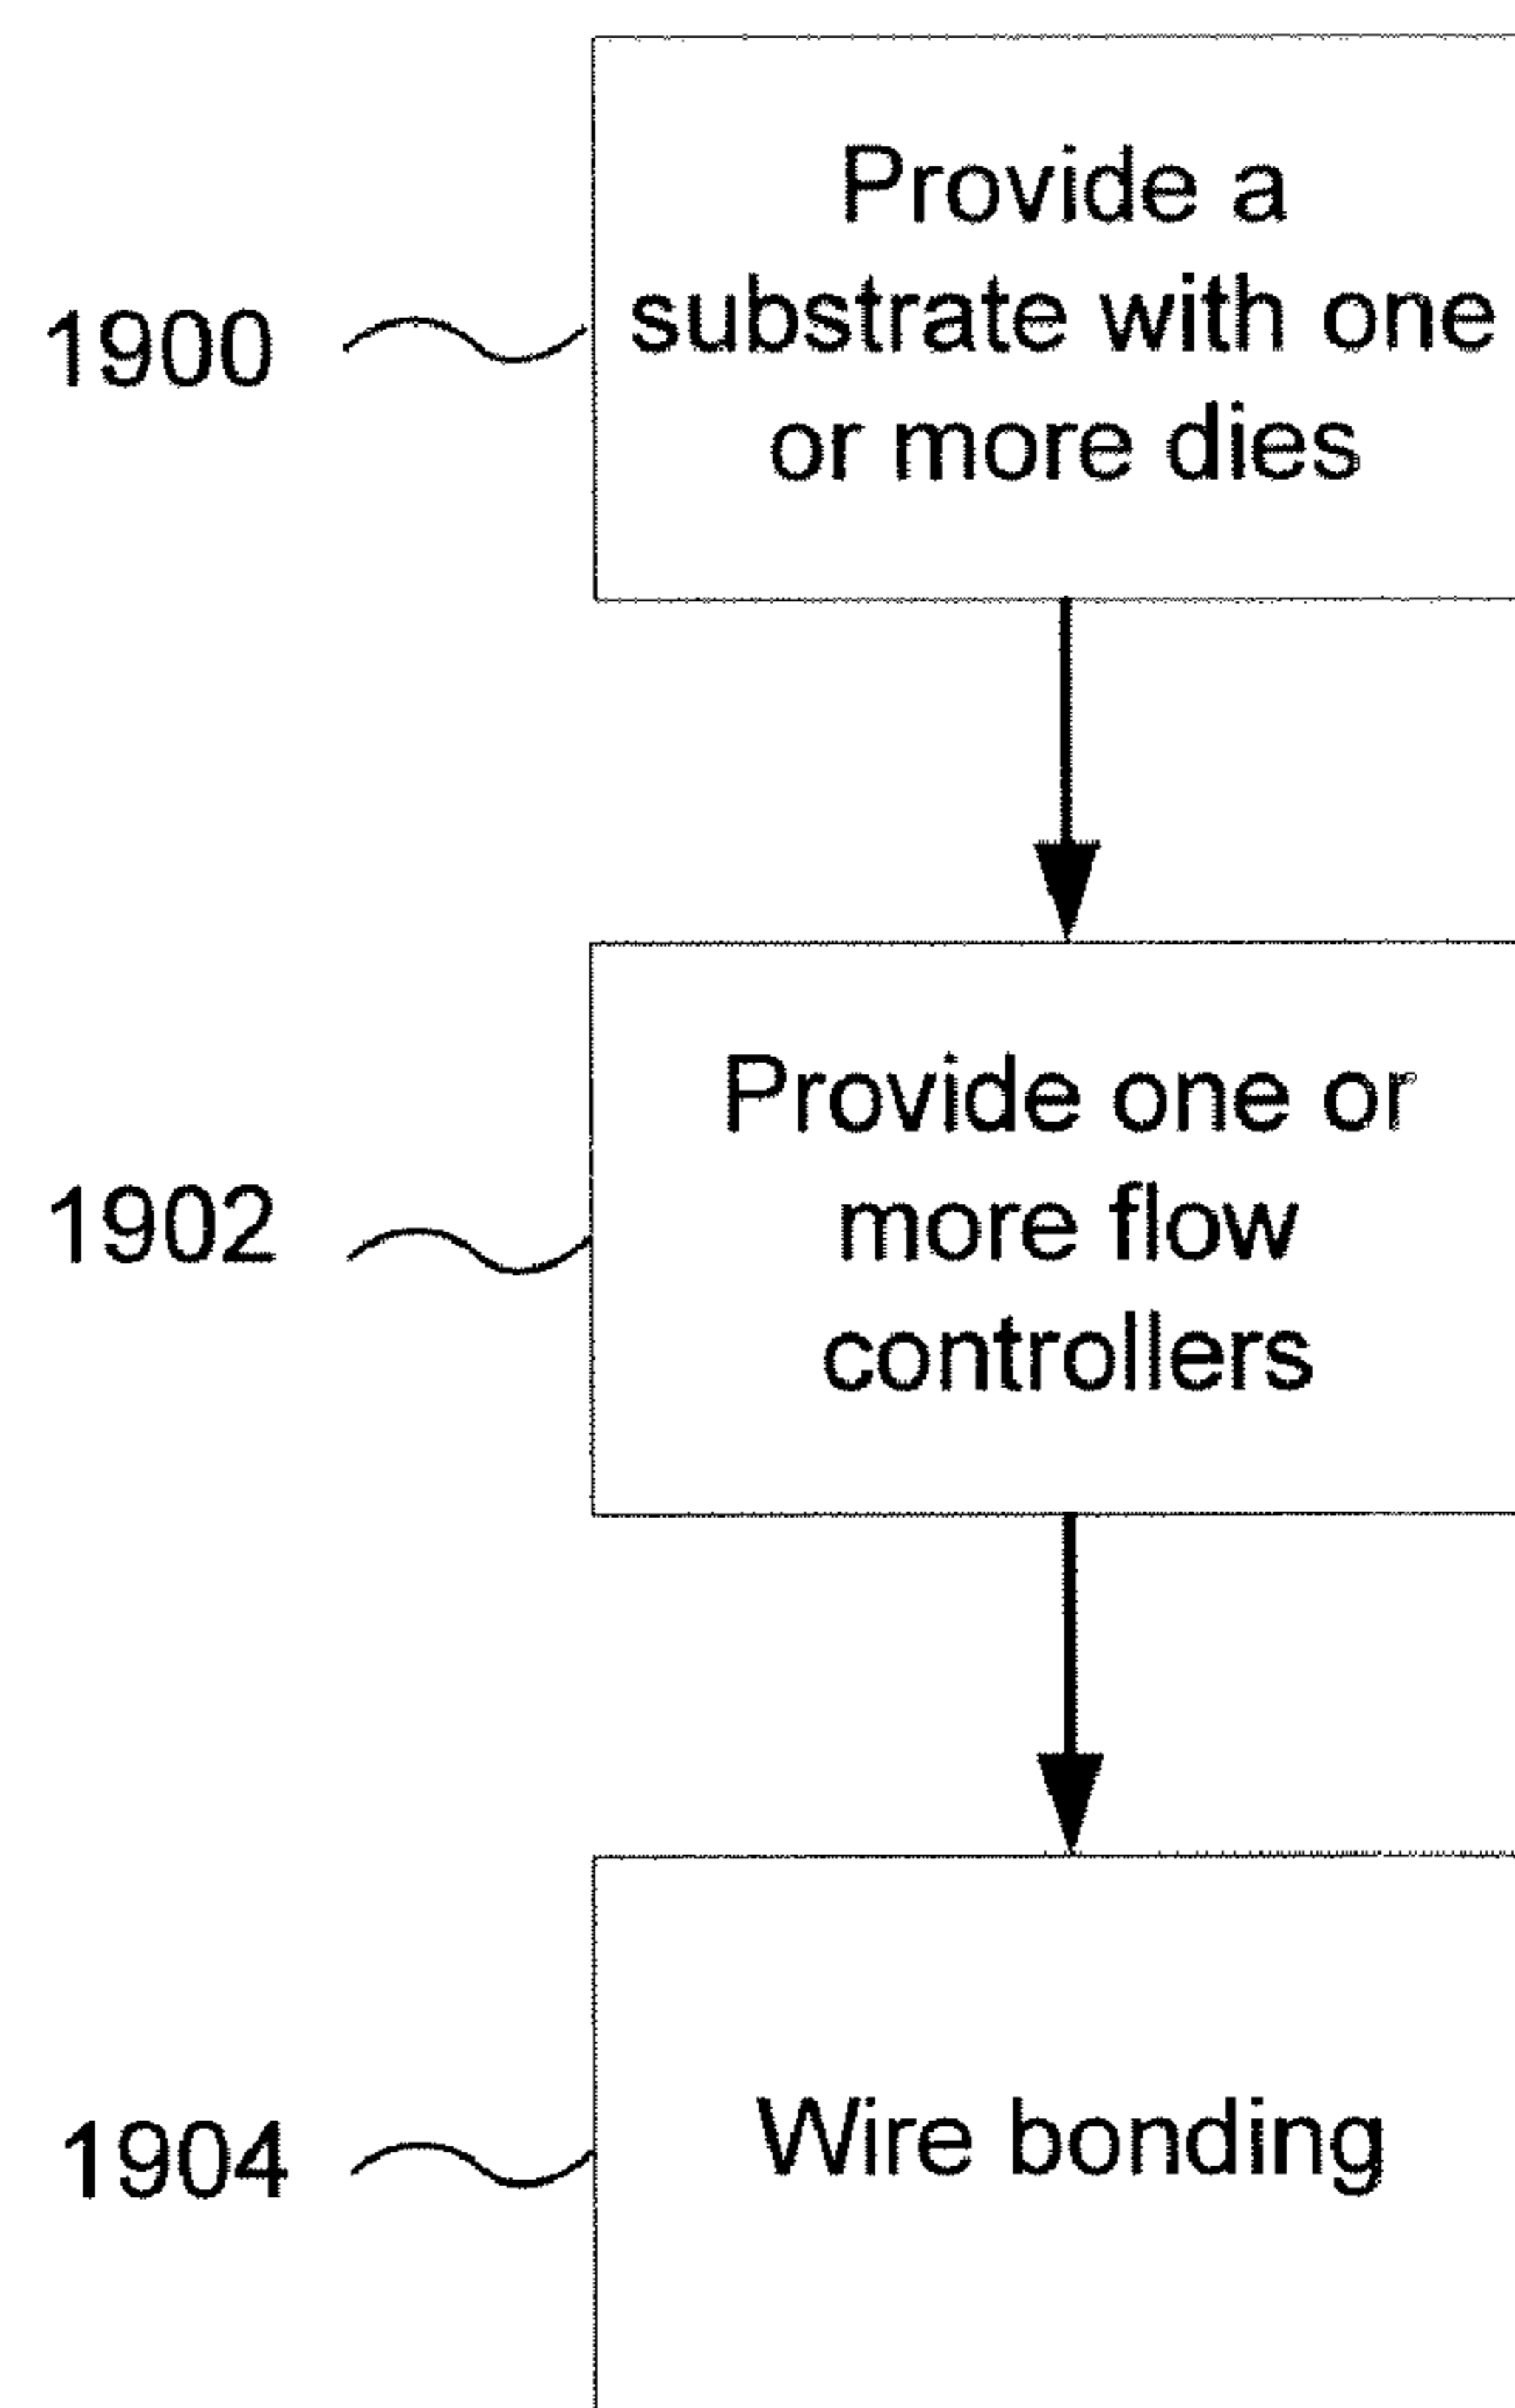 Provide a
substrate with one
or more dies
1900
Provide one or
more flow
controllers
1902
Wire bonding
1904